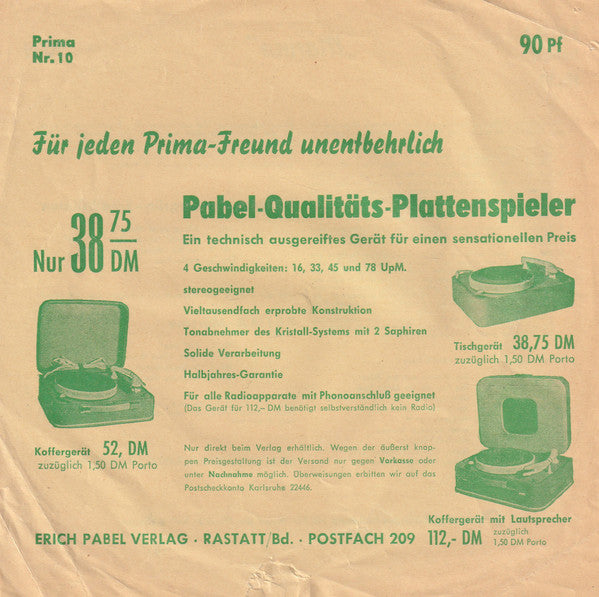 Prima
Nr. 10
90 Pf
Für jeden Prima-Freund unentbehrlich
Nur 38 75 DM
Pabel-Qualitäts-Plattenspieler
Ein technisch ausgereiftes Gerät für einen sensationellen Preis
4 Geschwindigkeiten: 16, 33, 45 und 78 UpM.
stereogeeignet
Vieltausendfach erprobte Konstruktion
Tonabnehmer des Kristall-Systems mit 2 Saphiren
Solide Verarbeitung
Halbjahres-Garantie
Für alle Radioapparate mit Phonoanschluß geeignet
(Das Gerät für 112,– DM benötigt selbstverständlich kein Radio)
Tischgerät 38,75 DM
zuzüglich 1,50 DM Porto
Koffergerät 52, DM
zuzüglich 1,50 DM Porto
Nur direkt beim Verlag erhältlich. Wegen der äußerst knap-
pen Preisgestaltung ist der Versand nur gegen Vorkasse oder
unter Nachnahme möglich. Überweisungen erbitten wir auf das
Postscheckkonto Karlsruhe 22446.
Koffergerät mit Lautsprecher
112,- DM zuzüglich
1,50 DM Porto
ERICH PABEL VERLAG · RASTATT/Bd. · POSTFACH 209